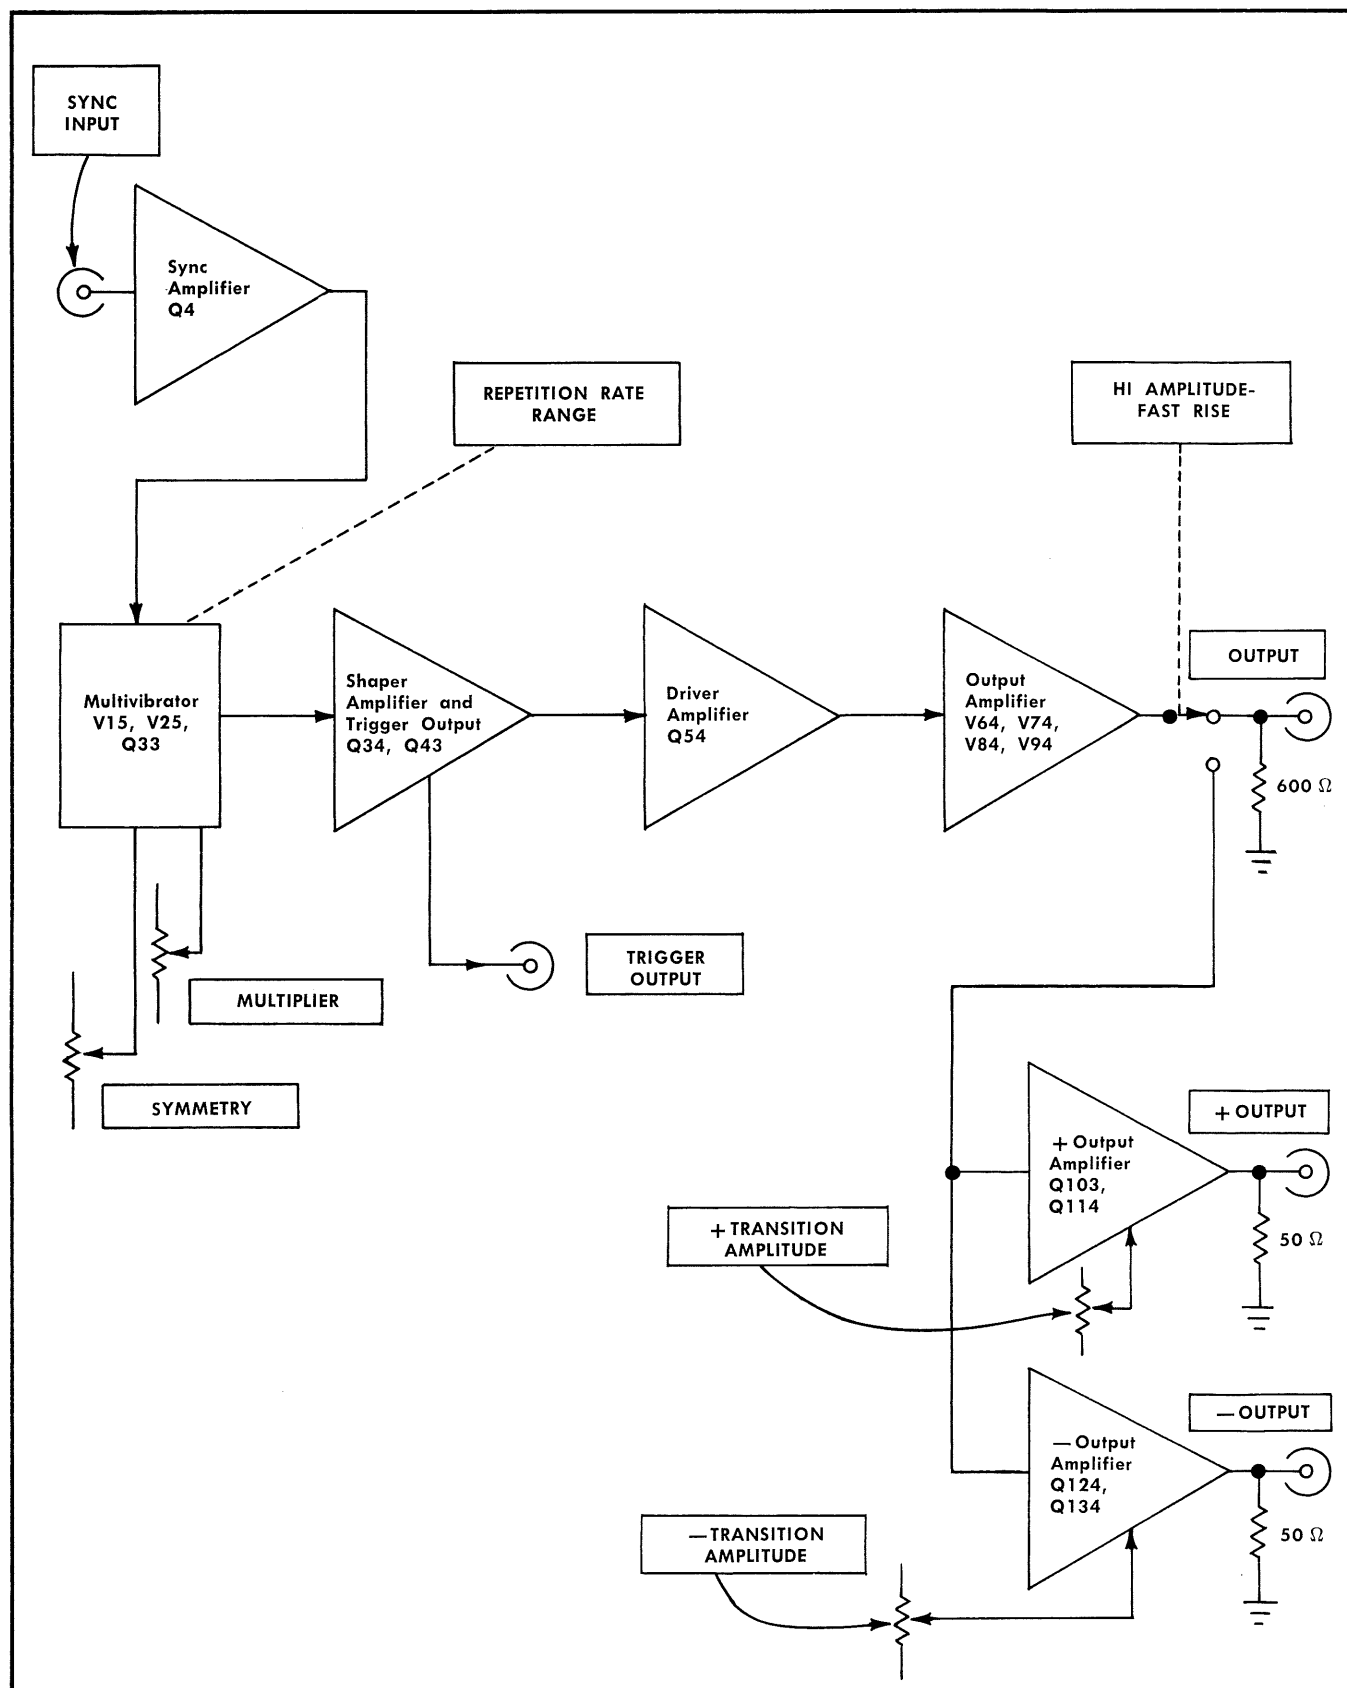 SYNC
INPUT
Sync
Amplifier
Q4
REPETITION RATE
RANGE
HI AMPLITUDE-
FAST RISE
Multivibrator
V15, V25,
Q33
Shaper
Amplifier and
Trigger Output
Q34, Q43
Driver
Amplifier
Q54
Output
Amplifier
V64, V74,
V84, V94
OUTPUT
600 Ω
MULTIPLIER
SYMMETRY
TRIGGER
OUTPUT
+ OUTPUT
+ Output
Amplifier
Q103,
Q114
50 Ω
+ TRANSITION
AMPLITUDE
— OUTPUT
— Output
Amplifier
Q124,
Q134
50 Ω
— TRANSITION
AMPLITUDE